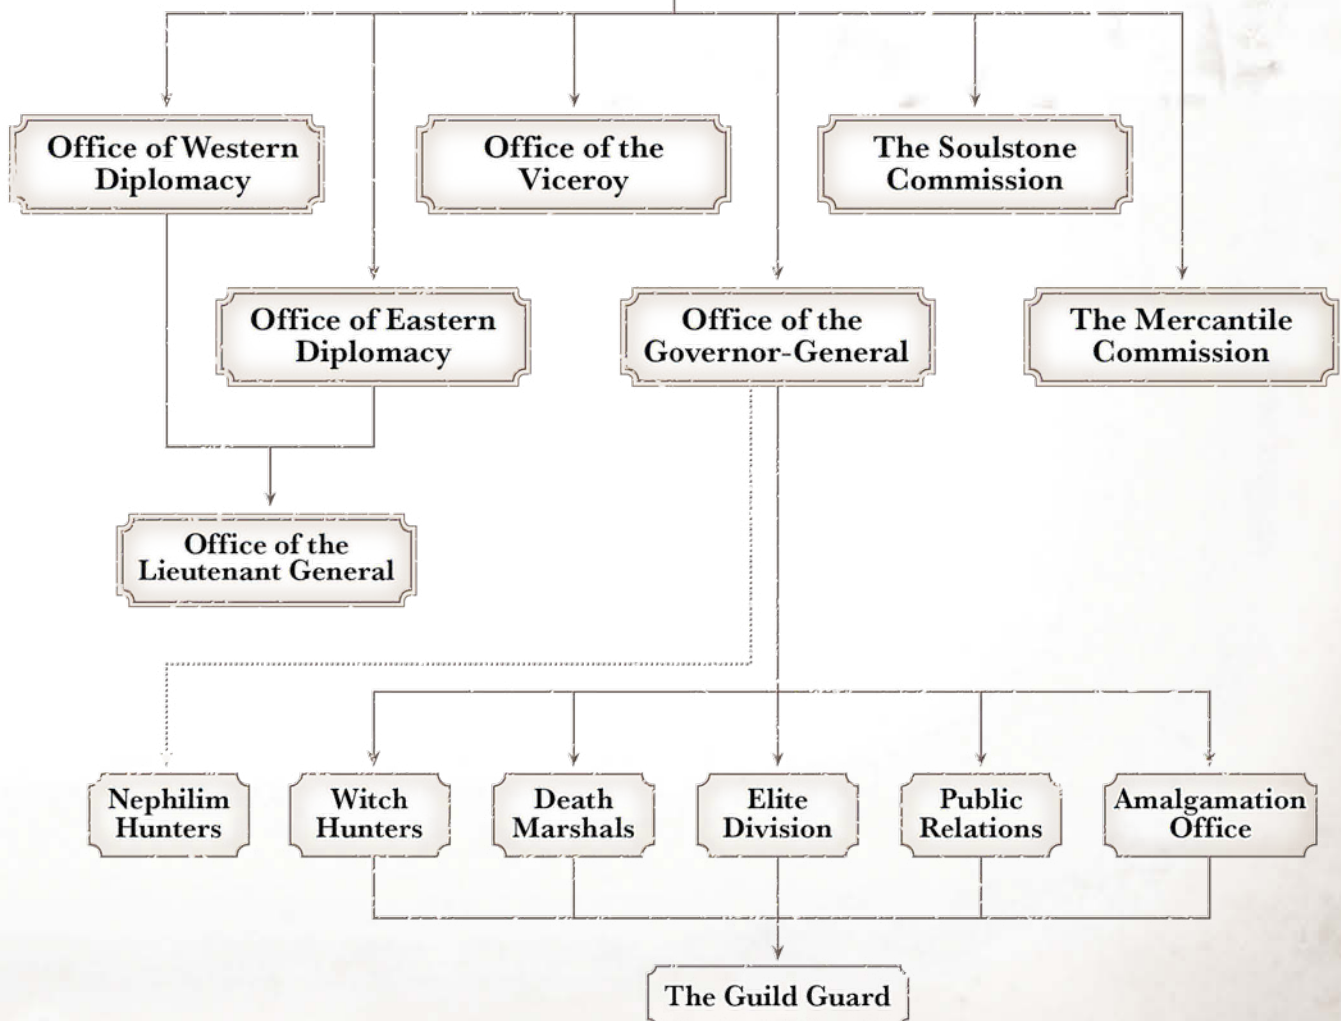 Office of Western
Diplomacy
Office of the
Viceroy
The Soulstone
Commission
Office of Eastern
Diplomacy
Office of the
Governor-General
The Mercantile
Commission
Office of the
Lieutenant General
Nephilim
Hunters
Witch
Hunters
Death
Marshals
Elite
Division
Public
Relations
Amalgamation
Office
The Guild Guard